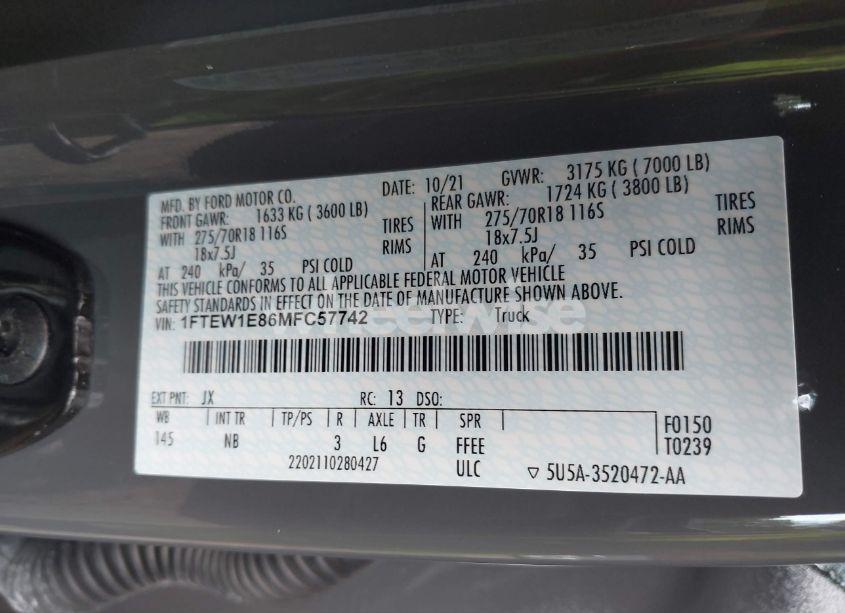 MFD. BY FORD MOTOR CO. DATE: 10/21 GVWR: 3175 KG ( 7000 LB)
FRONT GAWR: 1633 KG ( 3600 LB) REAR GAWR: 1724 KG ( 3800 LB)
WITH 275/70R18 116S TIRES WITH 275/70R18 116S TIRES
18x7.5J RIMS 18x7.5J RIMS
AT 240 kPa/ 35 PSI COLD AT 240 kPa/ 35 PSI COLD
THIS VEHICLE CONFORMS TO ALL APPLICABLE FEDERAL MOTOR VEHICLE
SAFETY STANDARDS IN EFFECT ON THE DATE OF MANUFACTURE SHOWN ABOVE.
VIN: 1FTEW1E86MFC57742 TYPE: Truck
EXT PNT: JX RC: 13 DSO:
WB INT TR TP/PS R AXLE TR SPR F0150
145 NB 3 L6 G FFEE T0239
2202110280427 ULC ▽ 5U5A-3520472-AA